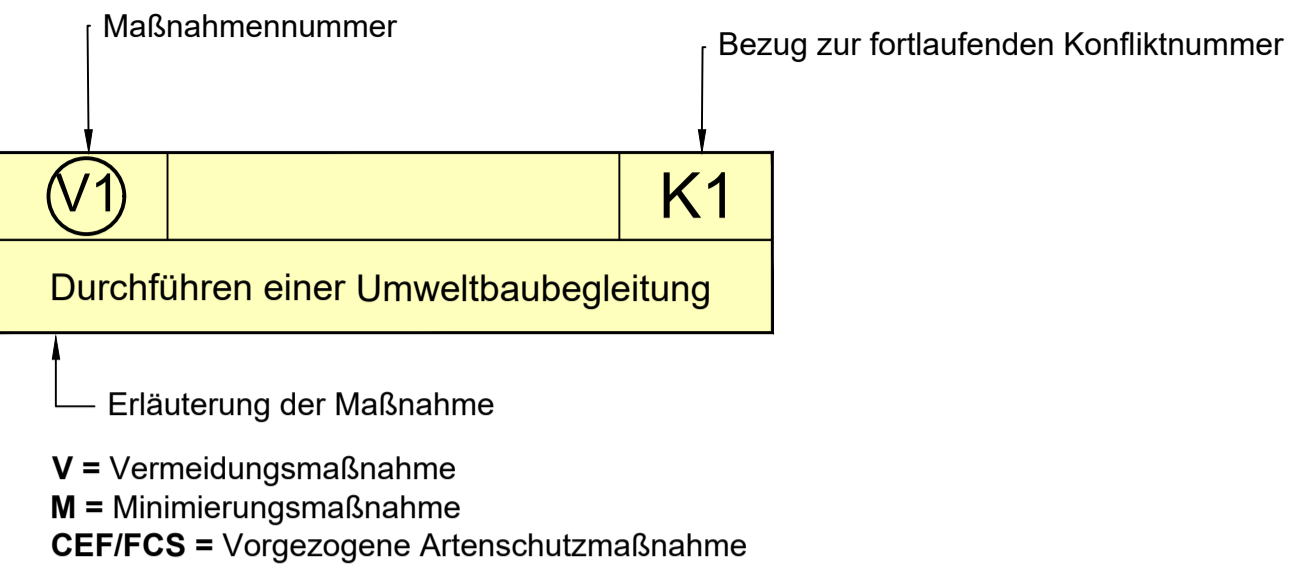 Maßnahmennummer
Bezug zur fortlaufenden Konfliktnummer
V1
K1
Durchführen einer Umweltbaubegleitung
Erläuterung der Maßnahme
V = Vermeidungsmaßnahme
M = Minimierungsmaßnahme
CEF/FCS = Vorgezogene Artenschutzmaßnahme